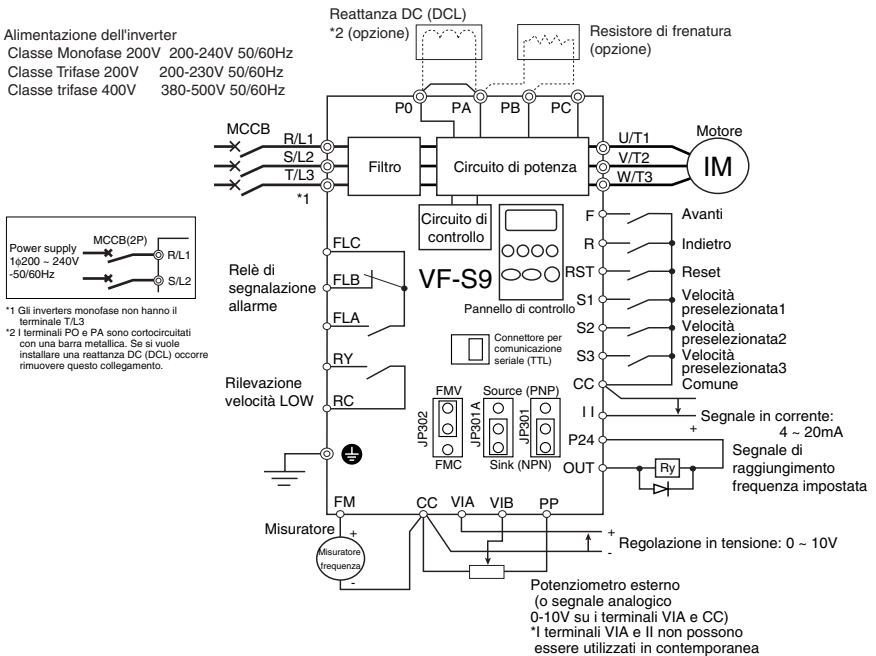 Reattanza DC (DCL)
*2 (opzione)
Resistore di frenatura
(opzione)
Alimentazione dell'inverter
Classe Monofase 200V 200-240V 50/60Hz
Classe Trifase 200V 200-230V 50/60Hz
Classe trifase 400V 380-500V 50/60Hz
P0 PA PB PC
MCCB
R/L1
S/L2
T/L3
*1
Filtro
Circuito di potenza
U/T1
V/T2
W/T3
Motore
IM
Circuito di
controllo
VF-S9
Pannello di controllo
Power supply
1ϕ200 ~ 240V
-50/60Hz
MCCB(2P)
R/L1
S/L2
*1 Gli inverters monofase non hanno il
terminale T/L3
*2 I terminali PO e PA sono cortocircuitati
con una barra metallica. Se si vuole
installare una reattanza DC (DCL) occorre
rimuovere questo collegamento.
Relè di
segnalazione
allarme
FLC
FLB
FLA
Rilevazione
velocità LOW
RY
RC
Connettore per
comunicazione
seriale (TTL)
FMV
JP302
FMC
Source (PNP)
JP301A
JP301
Sink (NPN)
F
Avanti
R
Indietro
RST
Reset
S1
Velocità
preselezionata1
S2
Velocità
preselezionata2
S3
Velocità
preselezionata3
CC
Comune
-
I I
+
Segnale in corrente:
4 ~ 20mA
P24
OUT
Ry
Segnale di
raggiungimento
frequenza impostata
FM CC VIA VIB PP
Misuratore
+
Misuratore
frequenza
-
+
-
Regolazione in tensione: 0 ~ 10V
Potenziometro esterno
(o segnale analogico
0-10V su i terminali VIA e CC)
*I terminali VIA e II non possono
essere utilizzati in contemporanea